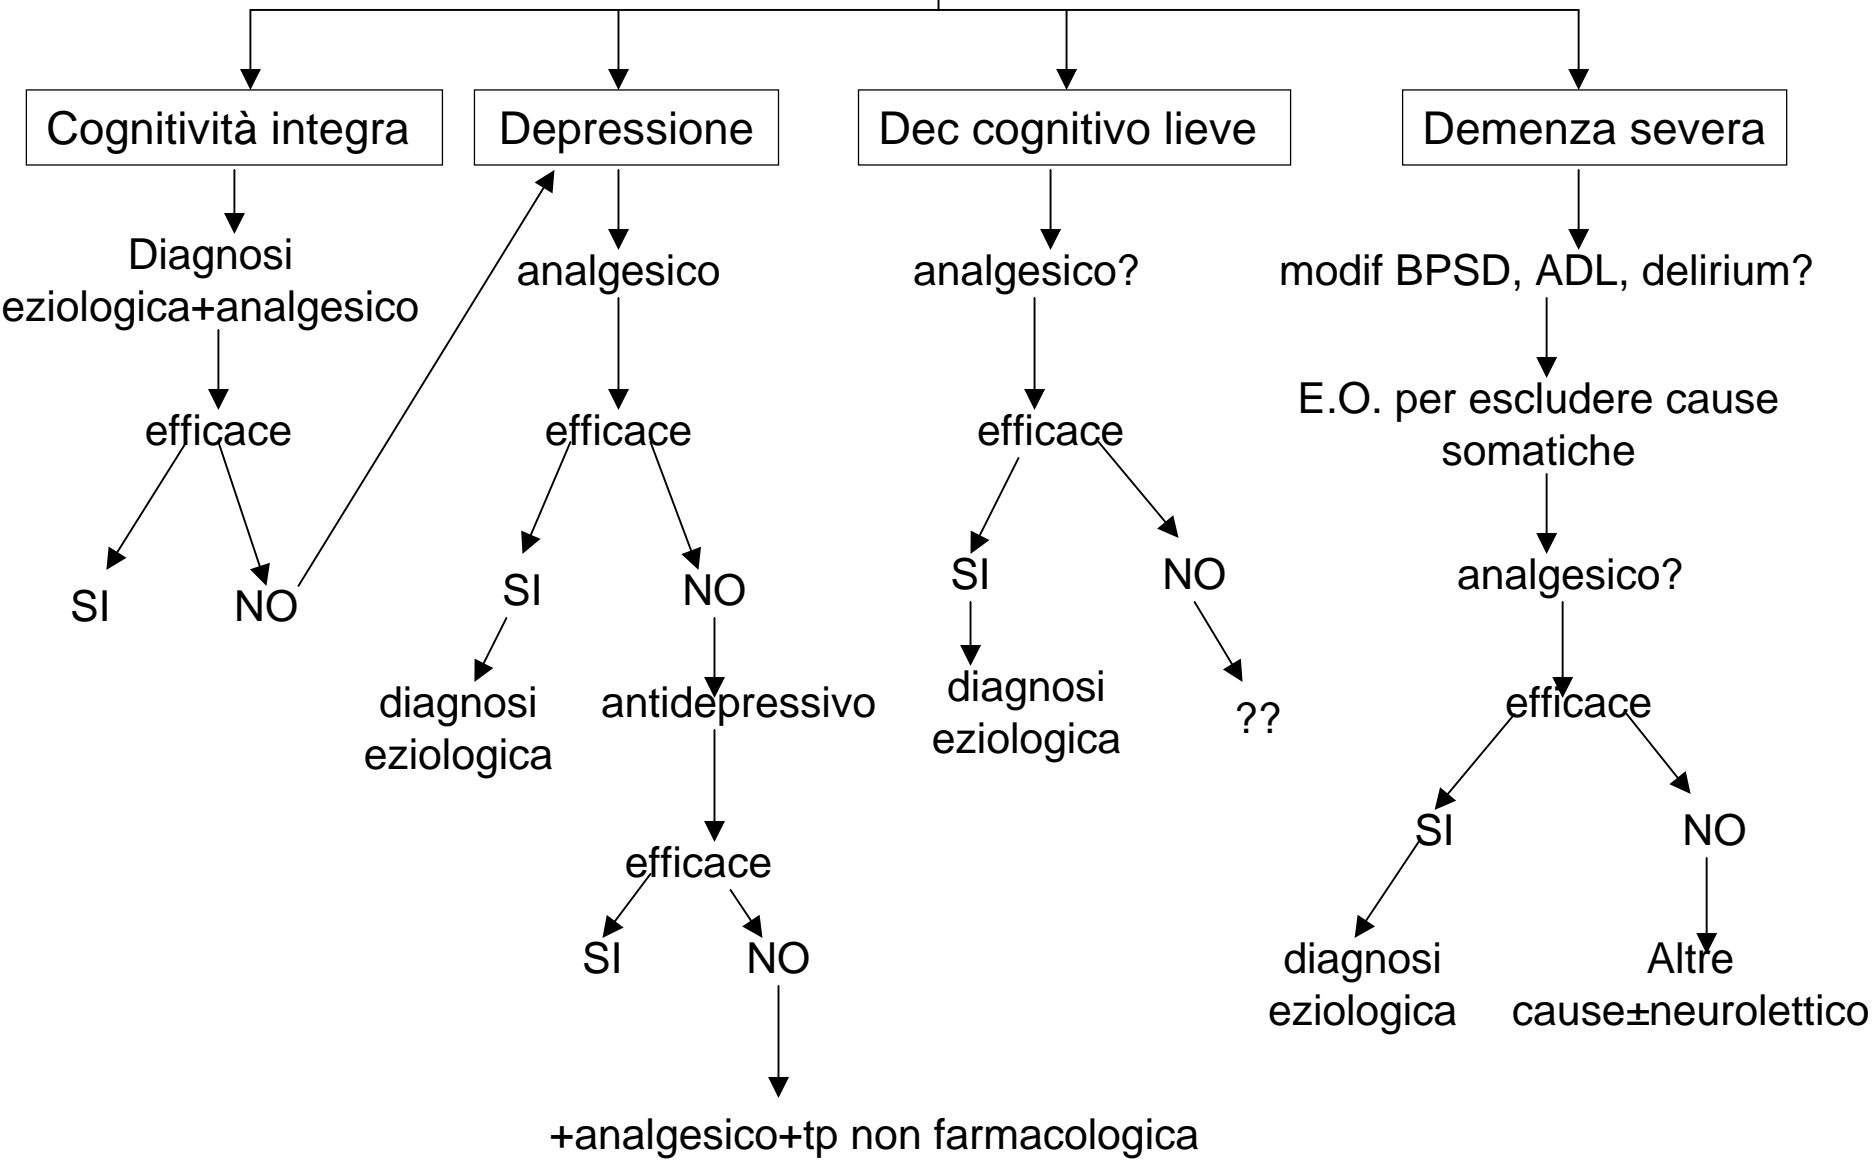 Cognitività integra
Depressione
Dec cognitivo lieve
Demenza severa
Diagnosi
eziologica+analgesico
analgesico
analgesico?
modif BPSD, ADL, delirium?
efficace
efficace
efficace
E.O. per escludere cause
somatiche
SI
NO
SI
NO
SI
NO
analgesico?
diagnosi
eziologica
antidepressivo
diagnosi
eziologica
??
efficace
efficace
SI
NO
SI
NO
diagnosi
eziologica
Altre
cause±neurolettico
+analgesico+tp non farmacologica